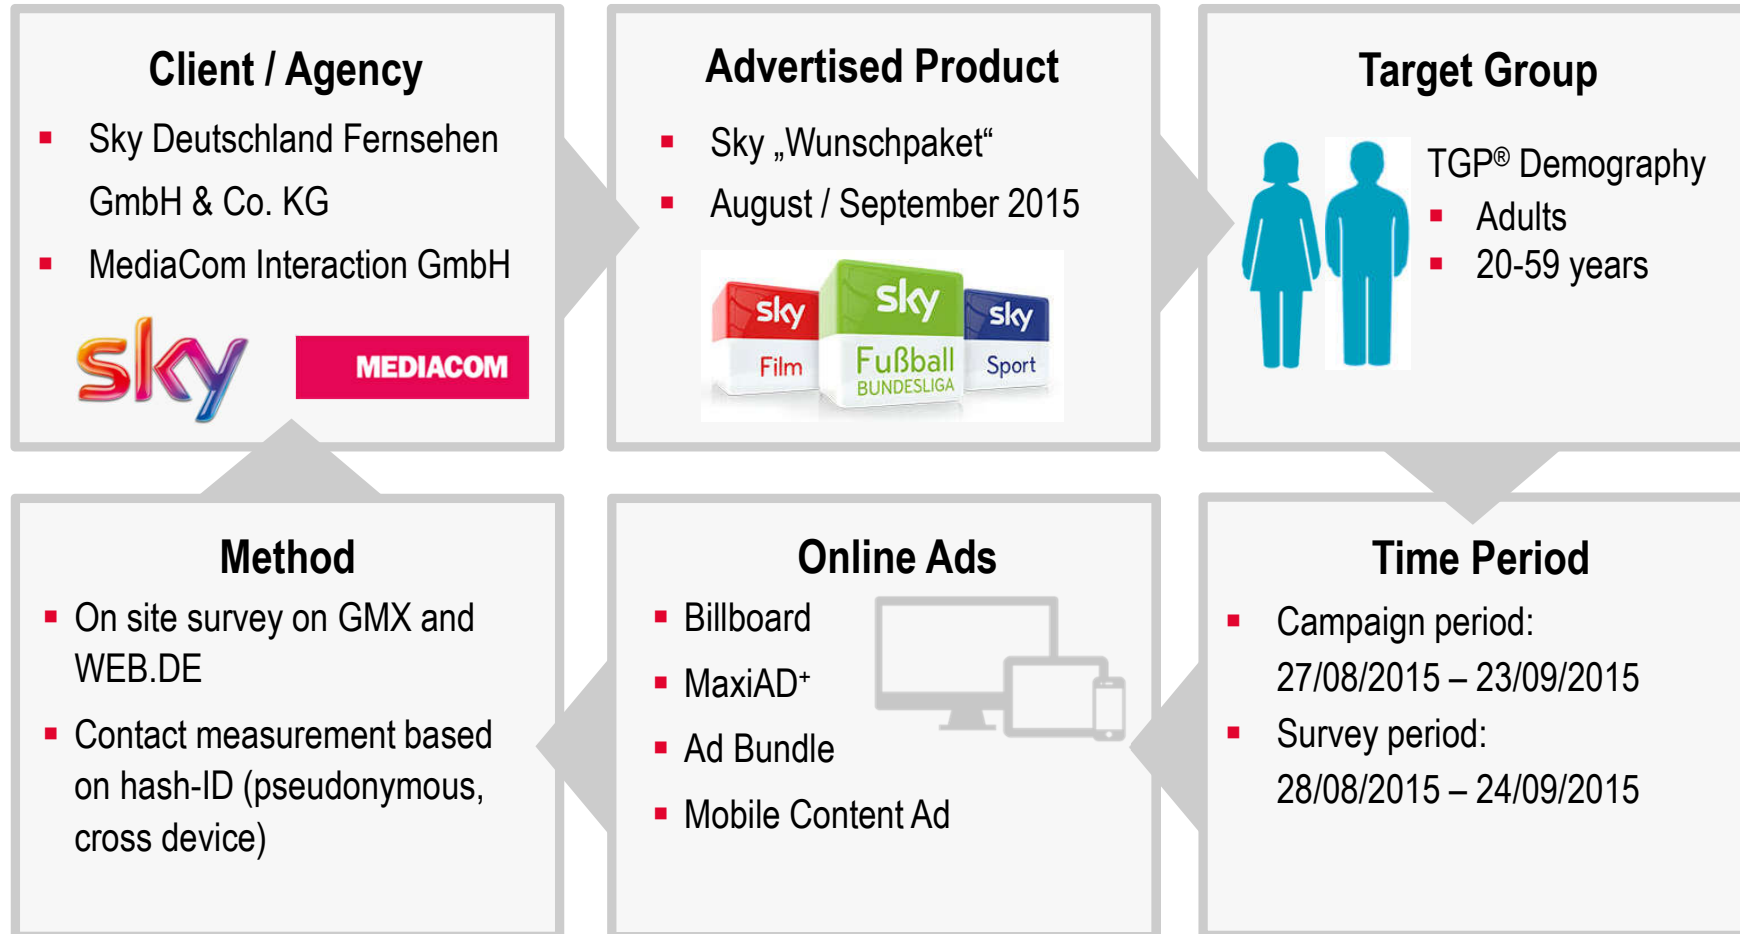 Client / Agency
▪ Sky Deutschland Fernsehen
GmbH & Co. KG
▪ MediaCom Interaction GmbH
sky
MEDIACOM
Advertised Product
▪ Sky „Wunschpaket“
▪ August / September 2015
sky
Film
sky
Fußball
BUNDESLIGA
sky
Sport
Target Group
TGP® Demography
▪ Adults
▪ 20-59 years
Method
▪ On site survey on GMX and
WEB.DE
▪ Contact measurement based
on hash-ID (pseudonymous,
cross device)
Online Ads
▪ Billboard
▪ MaxiAD⁺
▪ Ad Bundle
▪ Mobile Content Ad
Time Period
▪ Campaign period:
27/08/2015 – 23/09/2015
▪ Survey period:
28/08/2015 – 24/09/2015